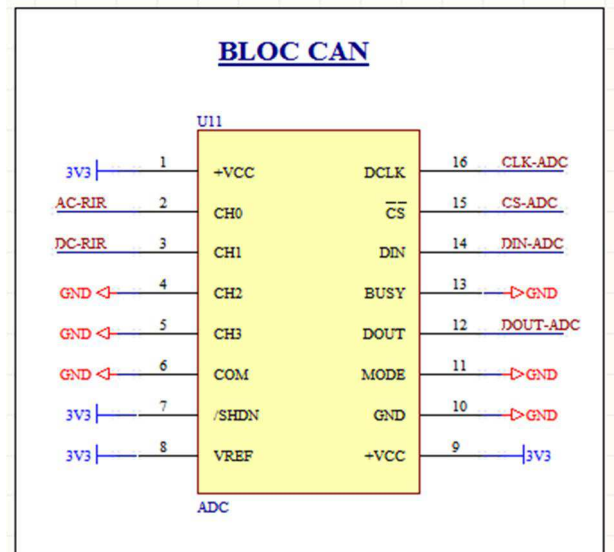 BLOC CAN
U11
3V3 1 +VCC DCLK 16 CLK-ADC
AC-RIR 2 CH0 CS 15 CS-ADC
DC-RIR 3 CH1 DIN 14 DIN-ADC
GND 4 CH2 BUSY 13 GND
GND 5 CH3 DOUT 12 DOUT-ADC
GND 6 COM MODE 11 GND
3V3 7 /SHDN GND 10 GND
3V3 8 VREF +VCC 9 3V3
ADC